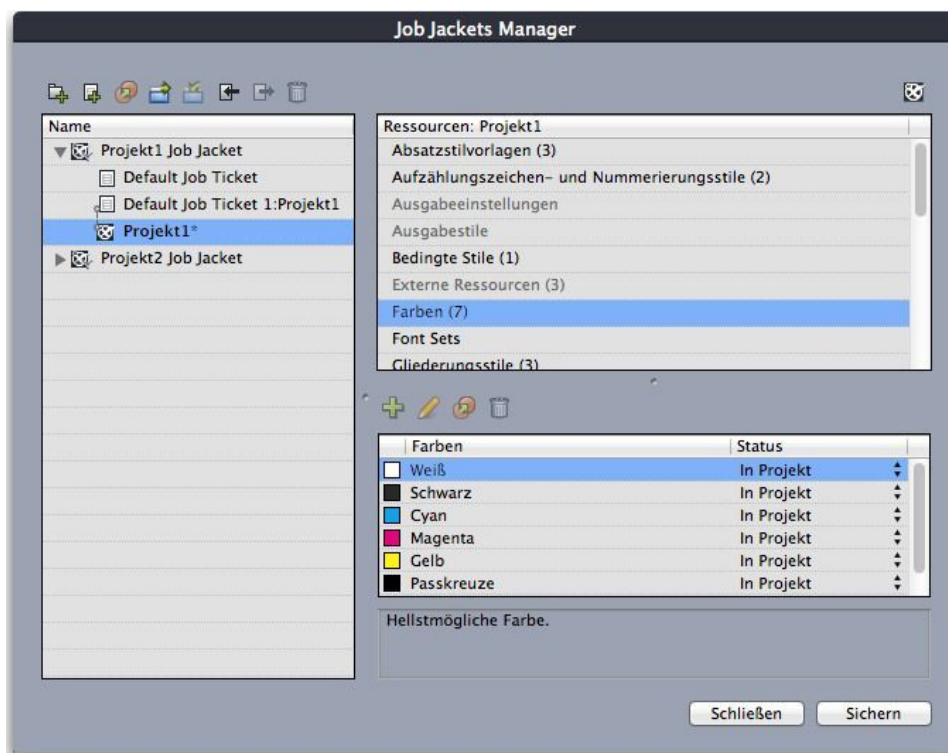 Job Jackets Manager
Name
Projekt1 Job Jacket
Default Job Ticket
Default Job Ticket 1:Projekt1
Projekt1*
Projekt2 Job Jacket
Ressourcen: Projekt1
Absatzstilvorlagen (3)
Aufzählungszeichen- und Nummerierungsstile (2)
Ausgabeeinstellungen
Ausgabestile
Bedingte Stile (1)
Externe Ressourcen (3)
Farben (7)
Font Sets
Gliederungsstile (3)
Farben Status
Weiß In Projekt
Schwarz In Projekt
Cyan In Projekt
Magenta In Projekt
Gelb In Projekt
Passkreuze In Projekt
Hellstmögliche Farbe.
Schließen Sichern